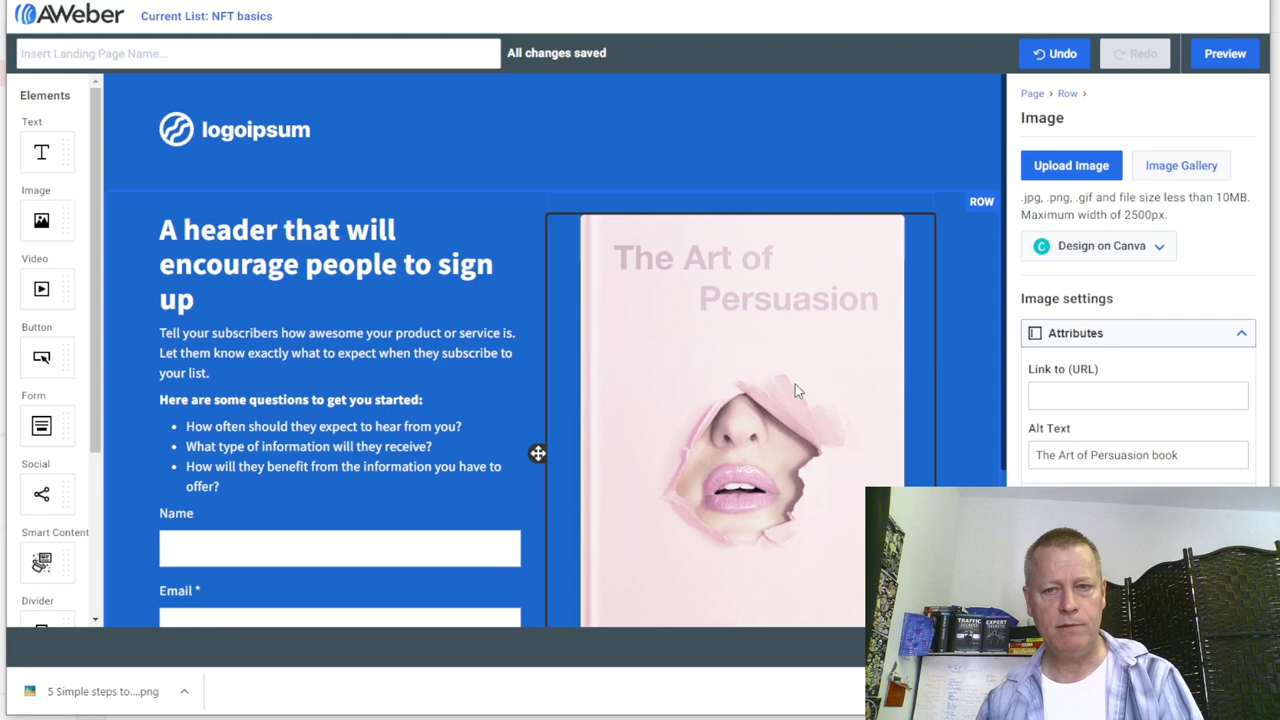 AWeber
Current List: NFT basics
Insert Landing Page Name...
All changes saved
Undo
Redo
Preview
Elements
Text
T
Image
Video
Button
Form
Social
Smart Content
Divider
logoipsum
ROW
A header that will
encourage people to sign
up
Tell your subscribers how awesome your product or service is.
Let them know exactly what to expect when they subscribe to
your list.
Here are some questions to get you started:
• How often should they expect to hear from you?
• What type of information will they receive?
• How will they benefit from the information you have to
offer?
Name
Email *
The Art of
Persuasion
Page › Row ›
Image
Upload Image
Image Gallery
.jpg, .png, .gif and file size less than 10MB.
Maximum width of 2500px.
C Design on Canva
Image settings
Attributes
Link to (URL)
Alt Text
The Art of Persuasion book
5 Simple steps to....png
TRAFFIC
SECRETS
EXPERT
SECRETS